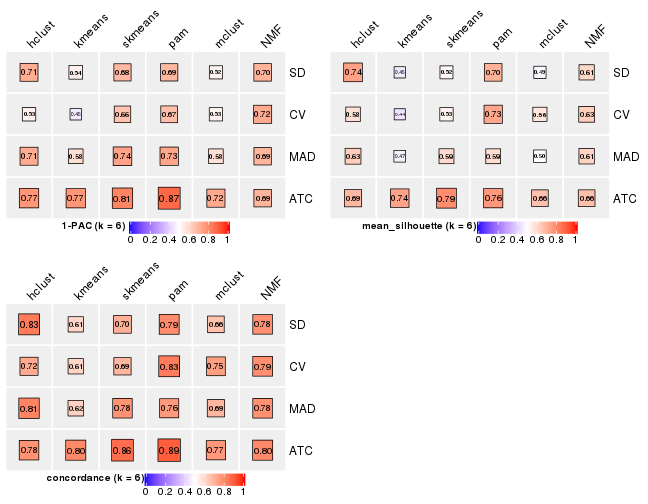 hclust kmeans skmeans pam mclust NMF
0.71 0.54 0.68 0.69 0.52 0.70 SD
0.53 0.45 0.66 0.67 0.53 0.72 CV
0.71 0.58 0.74 0.73 0.58 0.69 MAD
0.77 0.77 0.81 0.87 0.72 0.69 ATC
1-PAC (k = 6)
0 0.2 0.4 0.6 0.8 1
hclust kmeans skmeans pam mclust NMF
0.74 0.52 0.70 0.49 0.61 SD
0.58 0.44 0.53 0.73 0.56 0.63 CV
0.63 0.47 0.59 0.59 0.50 0.61 MAD
0.69 0.74 0.79 0.76 0.66 0.66 ATC
mean_silhouette (k = 6)
0 0.2 0.4 0.6 0.8 1
hclust kmeans skmeans pam mclust NMF
0.83 0.61 0.70 0.79 0.66 0.78 SD
0.72 0.61 0.69 0.83 0.75 0.79 CV
0.81 0.62 0.78 0.76 0.69 0.78 MAD
0.78 0.80 0.86 0.89 0.77 0.80 ATC
concordance (k = 6)
0 0.2 0.4 0.6 0.8 1